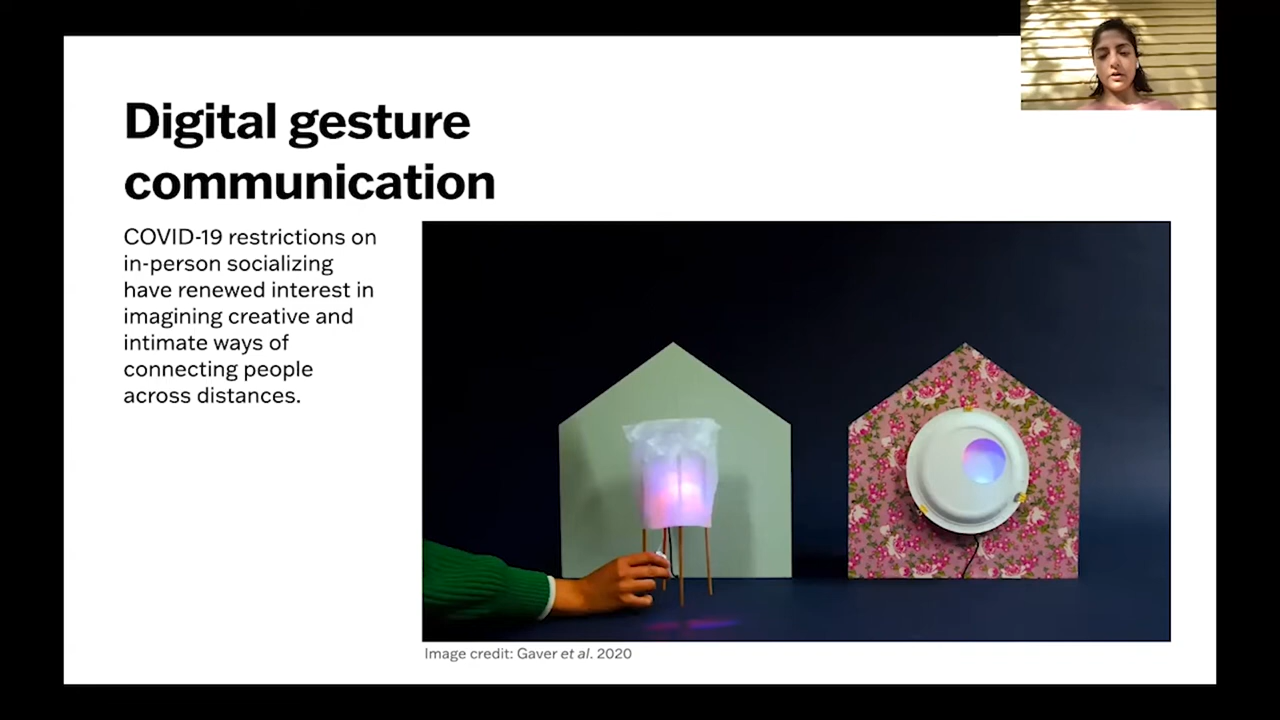 Digital gesture
communication
COVID-19 restrictions on
in-person socializing
have renewed interest in
imagining creative and
intimate ways of
connecting people
across distances.
Image credit: Gaver et al. 2020